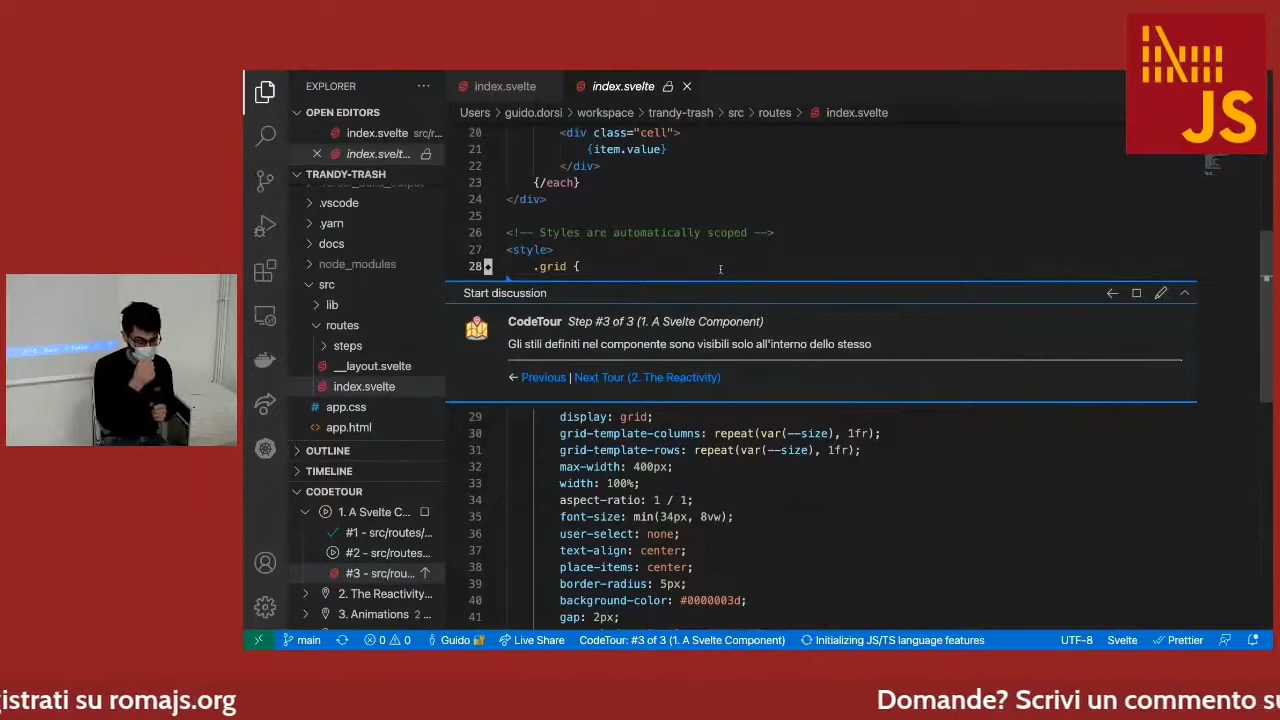 JS
EXPLORER
index.svelte
index.svelte
OPEN EDITORS
Users
guido.dorsi
workspace
trandy-trash
src
routes
index.svelte
index.svelte src/r...
index.svelt...
TRANDY-TRASH
.vscode
.yarn
docs
node_modules
src
lib
routes
steps
__layout.svelte
index.svelte
app.css
app.html
OUTLINE
TIMELINE
CODETOUR
1. A Svelte C...
#1 - src/routes/...
#2 - src/routes...
#3 - src/rou...
2. The Reactivity...
3. Animations 2 ...
20 <div class="cell">
21 {item.value}
22 </div>
23 {/each}
24 </div>
25
26 <!-- Styles are automatically scoped -->
27 <style>
28 .grid {
Start discussion
CodeTour Step #3 of 3 (1. A Svelte Component)
Gli stili definiti nel componente sono visibili solo all'interno dello stesso
← Previous | Next Tour (2. The Reactivity)
29 display: grid;
30 grid-template-columns: repeat(var(--size), 1fr);
31 grid-template-rows: repeat(var(--size), 1fr);
32 max-width: 400px;
33 width: 100%;
34 aspect-ratio: 1 / 1;
35 font-size: min(34px, 8vw);
36 user-select: none;
37 text-align: center;
38 place-items: center;
39 border-radius: 5px;
40 background-color: #0000003d;
41 gap: 2px;
main 0 0 Guido Live Share CodeTour: #3 of 3 (1. A Svelte Component) Initializing JS/TS language features UTF-8 Svelte Prettier
gistrati su romajs.org
Domande? Scrivi un commento su